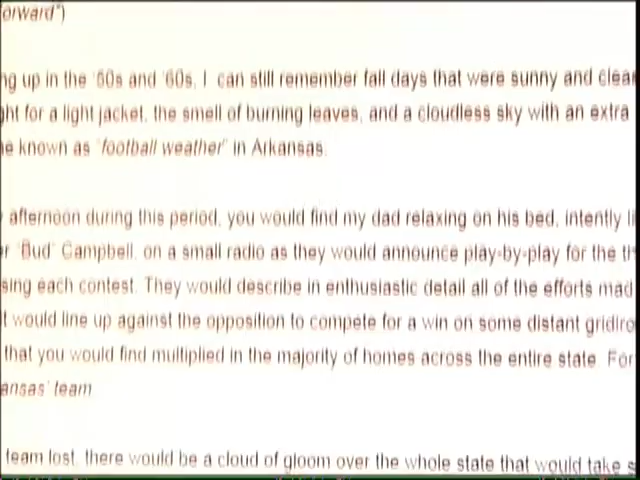 orward")
ng up in the '60s and '60s, I can still remember fall days that were sunny and clear
ght for a light jacket, the smell of burning leaves, and a cloudless sky with an extra
e known as "football weather" in Arkansas.
afternoon during this period, you would find my dad relaxing on his bed, intently li
r "Bud" Campbell, on a small radio as they would announce play-by-play for the th
sing each contest. They would describe in enthusiastic detail all of the efforts mad
t would line up against the opposition to compete for a win on some distant gridiro
that you would find multiplied in the majority of homes across the entire state. For
ansas' team
team lost, there would be a cloud of gloom over the whole state that would take s